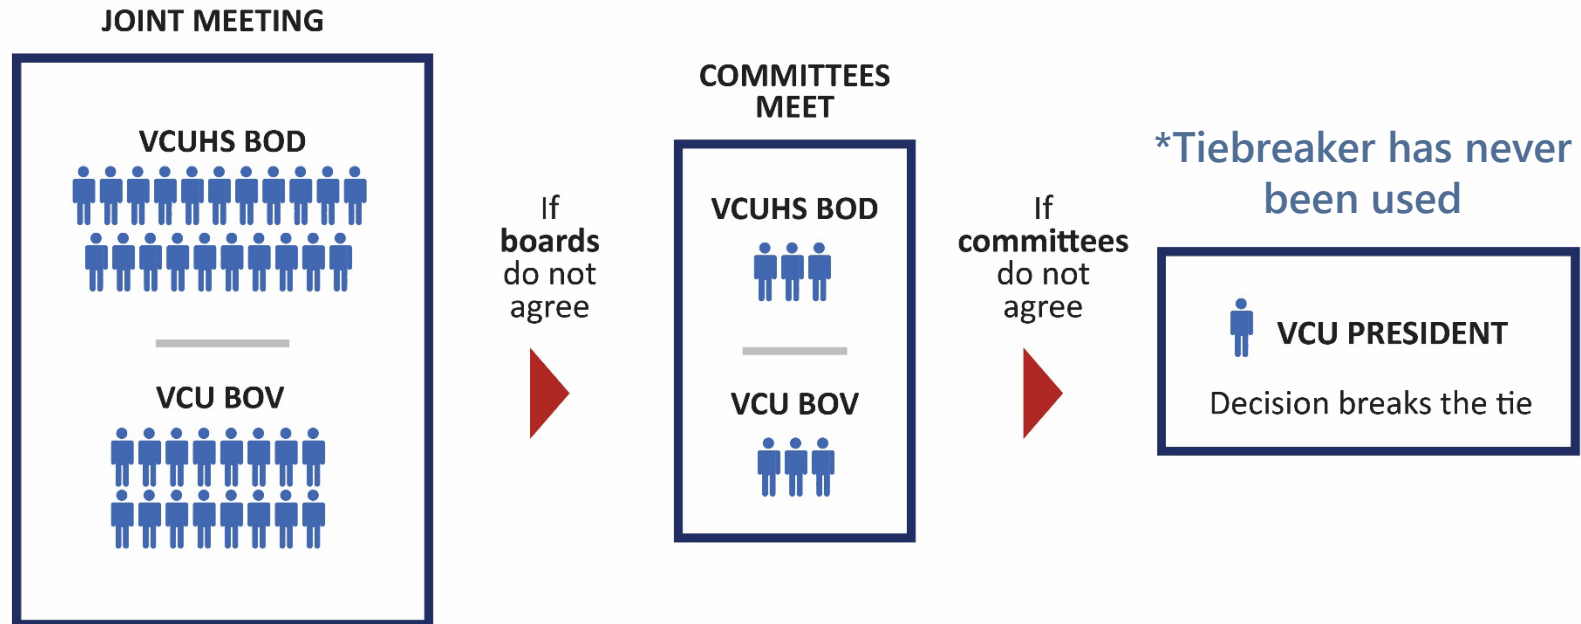 JOINT MEETING
VCUHS BOD
VCU BOV
If
boards
do not
agree
COMMITTEES
MEET
VCUHS BOD
VCU BOV
If
committees
do not
agree
*Tiebreaker has never
been used
VCU PRESIDENT
Decision breaks the tie